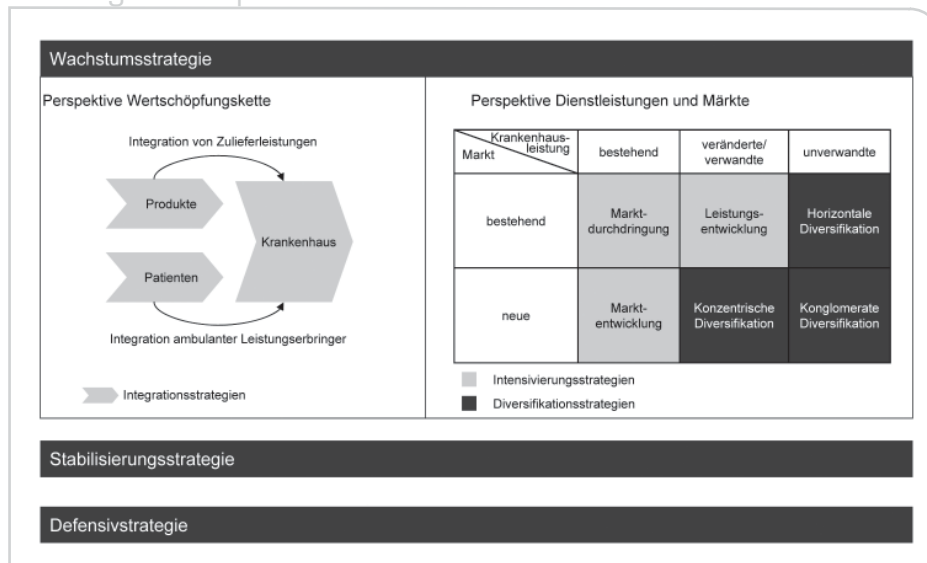 Wachstumsstrategie
Perspektive Wertschöpfungskette
Integration von Zulieferleistungen
Produkte
Krankenhaus
Patienten
Integration ambulanter Leistungserbringer
Integrationsstrategien
Perspektive Dienstleistungen und Märkte
Krankenhaus-
leistung
Markt
bestehend
veränderte/
verwandte
unverwandte
bestehend
Markt-
durchdringung
Leistungs-
entwicklung
Horizontale
Diversifikation
neue
Markt-
entwicklung
Konzentrische
Diversifikation
Konglomerate
Diversifikation
Intensivierungsstrategien
Diversifikationsstrategien
Stabilisierungsstrategie
Defensivstrategie